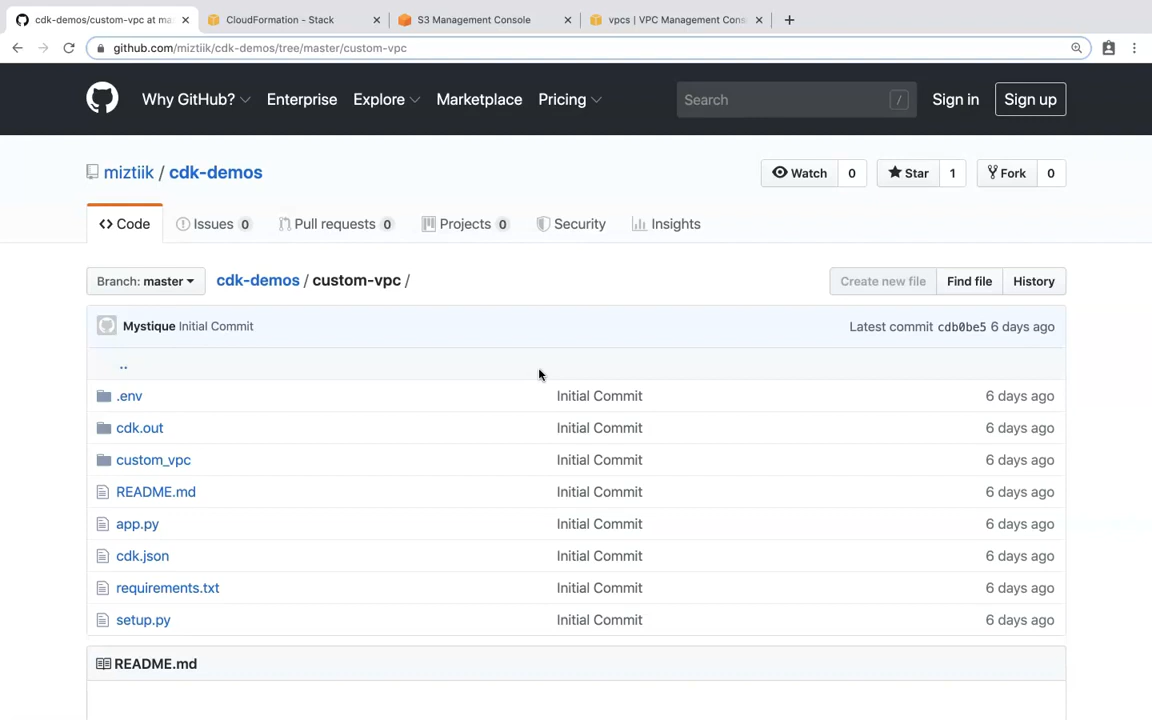 cdk-demos/custom-vpc at ma
CloudFormation - Stack
S3 Management Console
vpcs | VPC Management Cons
github.com/miztiik/cdk-demos/tree/master/custom-vpc
Why GitHub? Enterprise Explore Marketplace Pricing
Search /
Sign in Sign up
miztiik / cdk-demos
Watch 0 Star 1 Fork 0
Code Issues 0 Pull requests 0 Projects 0 Security Insights
Branch: master cdk-demos / custom-vpc /
Create new file Find file History
Mystique Initial Commit Latest commit cdb0be5 6 days ago
..
.env Initial Commit 6 days ago
cdk.out Initial Commit 6 days ago
custom_vpc Initial Commit 6 days ago
README.md Initial Commit 6 days ago
app.py Initial Commit 6 days ago
cdk.json Initial Commit 6 days ago
requirements.txt Initial Commit 6 days ago
setup.py Initial Commit 6 days ago
README.md